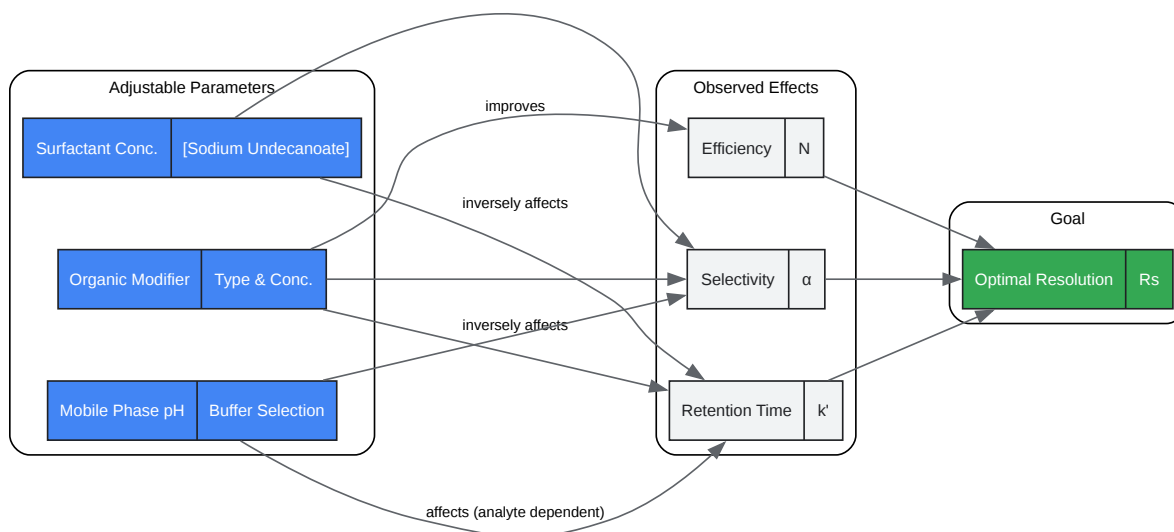 Adjustable Parameters
Surfactant Conc. [Sodium Undecanoate]
Organic Modifier Type & Conc.
Mobile Phase pH Buffer Selection
improves
inversely affects
inversely affects
affects (analyte dependent)
Observed Effects
Efficiency N
Selectivity α
Retention Time k'
Goal
Optimal Resolution Rs